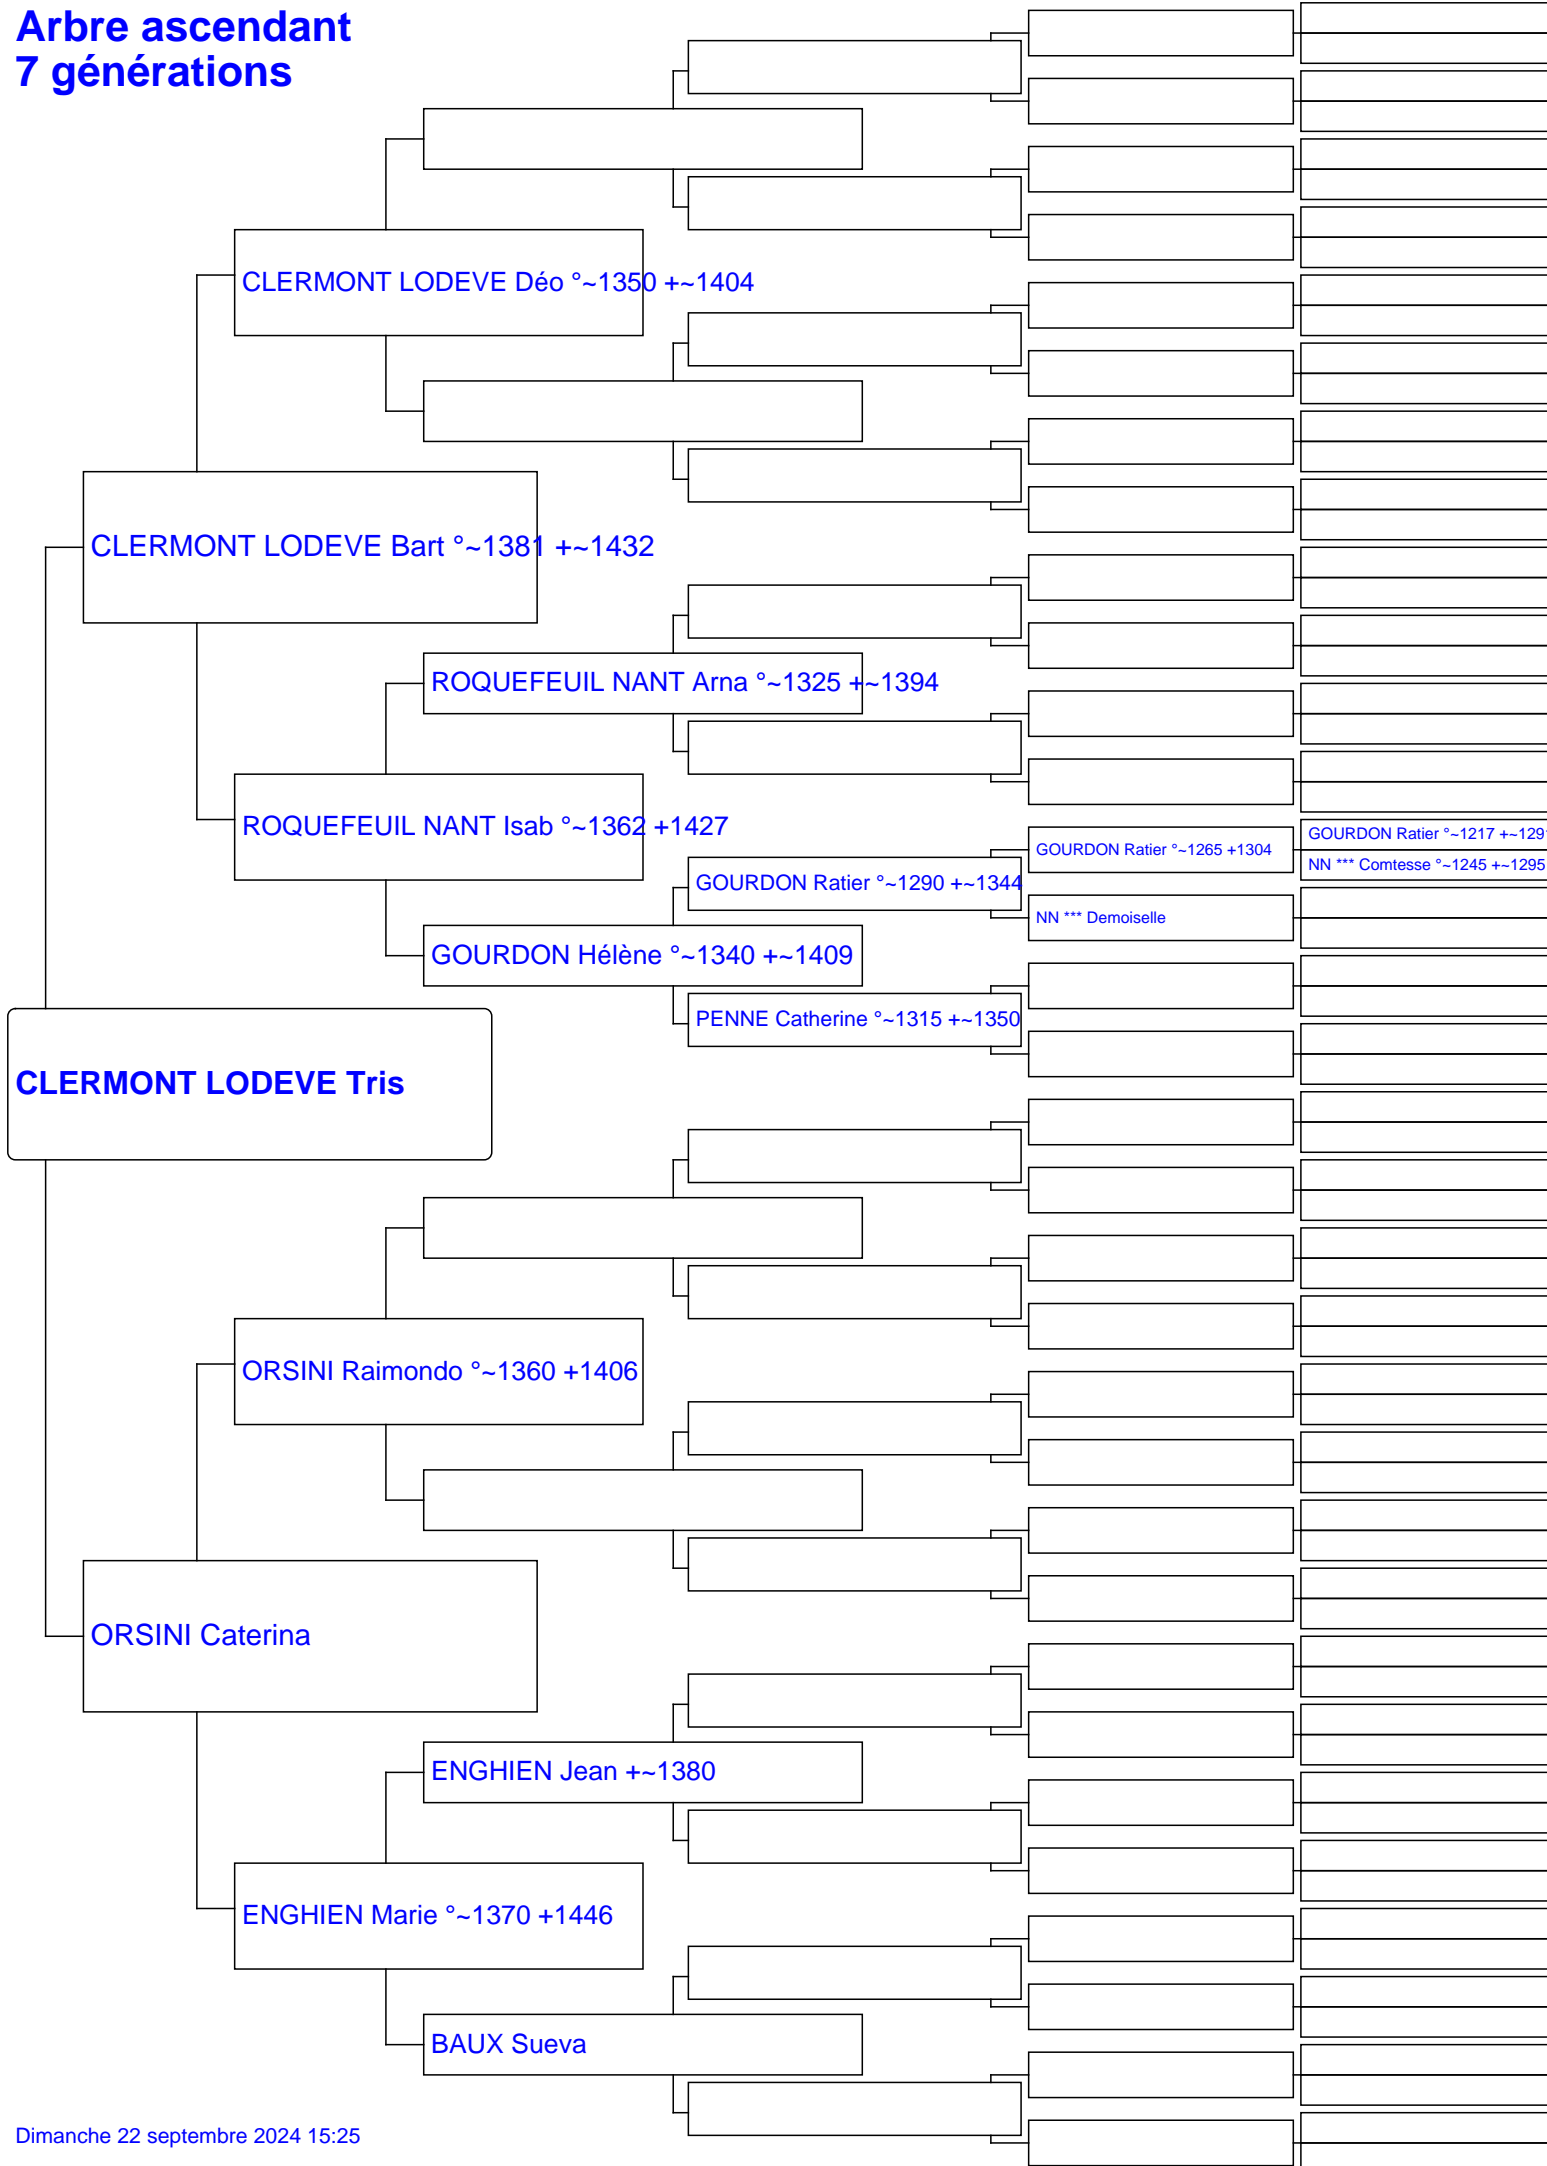 Arbre ascendant
7 générations
CLERMONT LODEVE Déo °~1350 +~1404
CLERMONT LODEVE Bart °~1381 +~1432
ROQUEFEUIL NANT Arna °~1325 +~1394
ROQUEFEUIL NANT Isab °~1362 +1427
GOURDON Ratier °~1217 +~1291
GOURDON Ratier °~1265 +1304
NN *** Comtesse °~1245 +~1295
GOURDON Ratier °~1290 +~1344
NN *** Demoiselle
GOURDON Hélène °~1340 +~1409
PENNE Catherine °~1315 +~1350
CLERMONT LODEVE Tris
ORSINI Raimondo °~1360 +1406
ORSINI Caterina
ENGHIEN Jean +~1380
ENGHIEN Marie °~1370 +1446
BAUX Sueva
Dimanche 22 septembre 2024 15:25